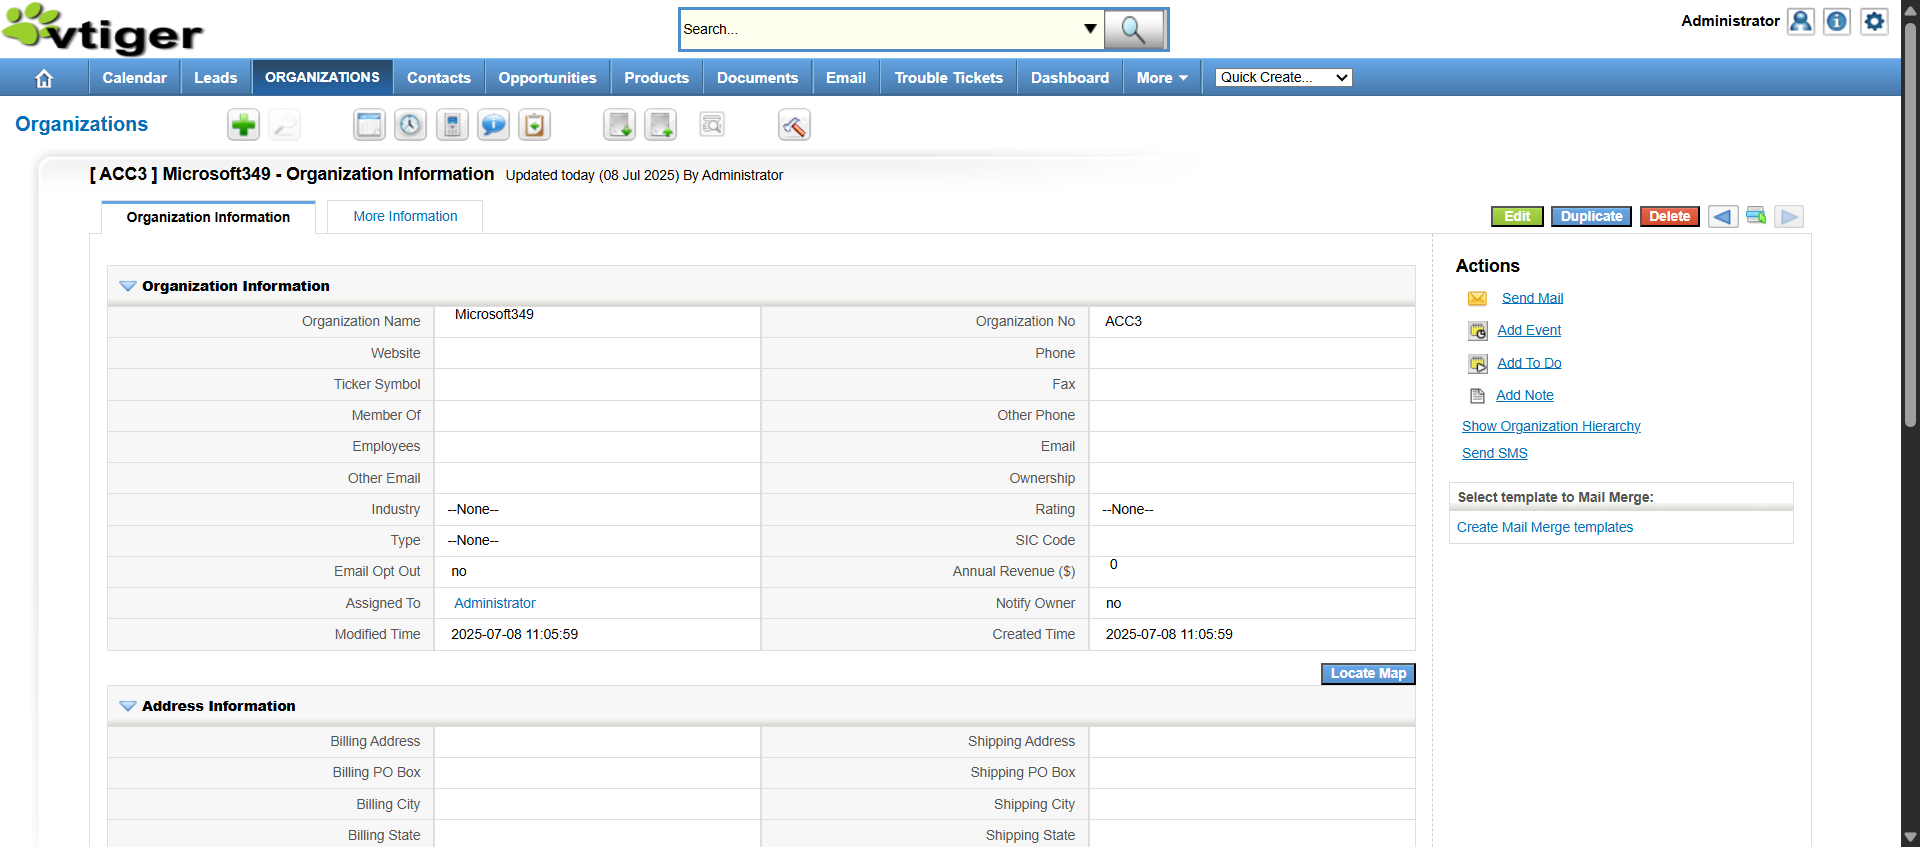 vtiger
Search...
Administrator
Calendar Leads ORGANIZATIONS Contacts Opportunities Products Documents Email Trouble Tickets Dashboard More Quick Create...
Organizations
[ ACC3 ] Microsoft349 - Organization Information Updated today (08 Jul 2025) By Administrator
Organization Information More Information
Edit Duplicate Delete
Organization Information
Organization Name Microsoft349 Organization No ACC3
Website Phone
Ticker Symbol Fax
Member Of Other Phone
Employees Email
Other Email Ownership
Industry --None-- Rating --None--
Type --None-- SIC Code
Email Opt Out no Annual Revenue ($) 0
Assigned To Administrator Notify Owner no
Modified Time 2025-07-08 11:05:59 Created Time 2025-07-08 11:05:59
Locate Map
Address Information
Billing Address Shipping Address
Billing PO Box Shipping PO Box
Billing City Shipping City
Billing State Shipping State
Actions
Send Mail
Add Event
Add To Do
Add Note
Show Organization Hierarchy
Send SMS
Select template to Mail Merge:
Create Mail Merge templates